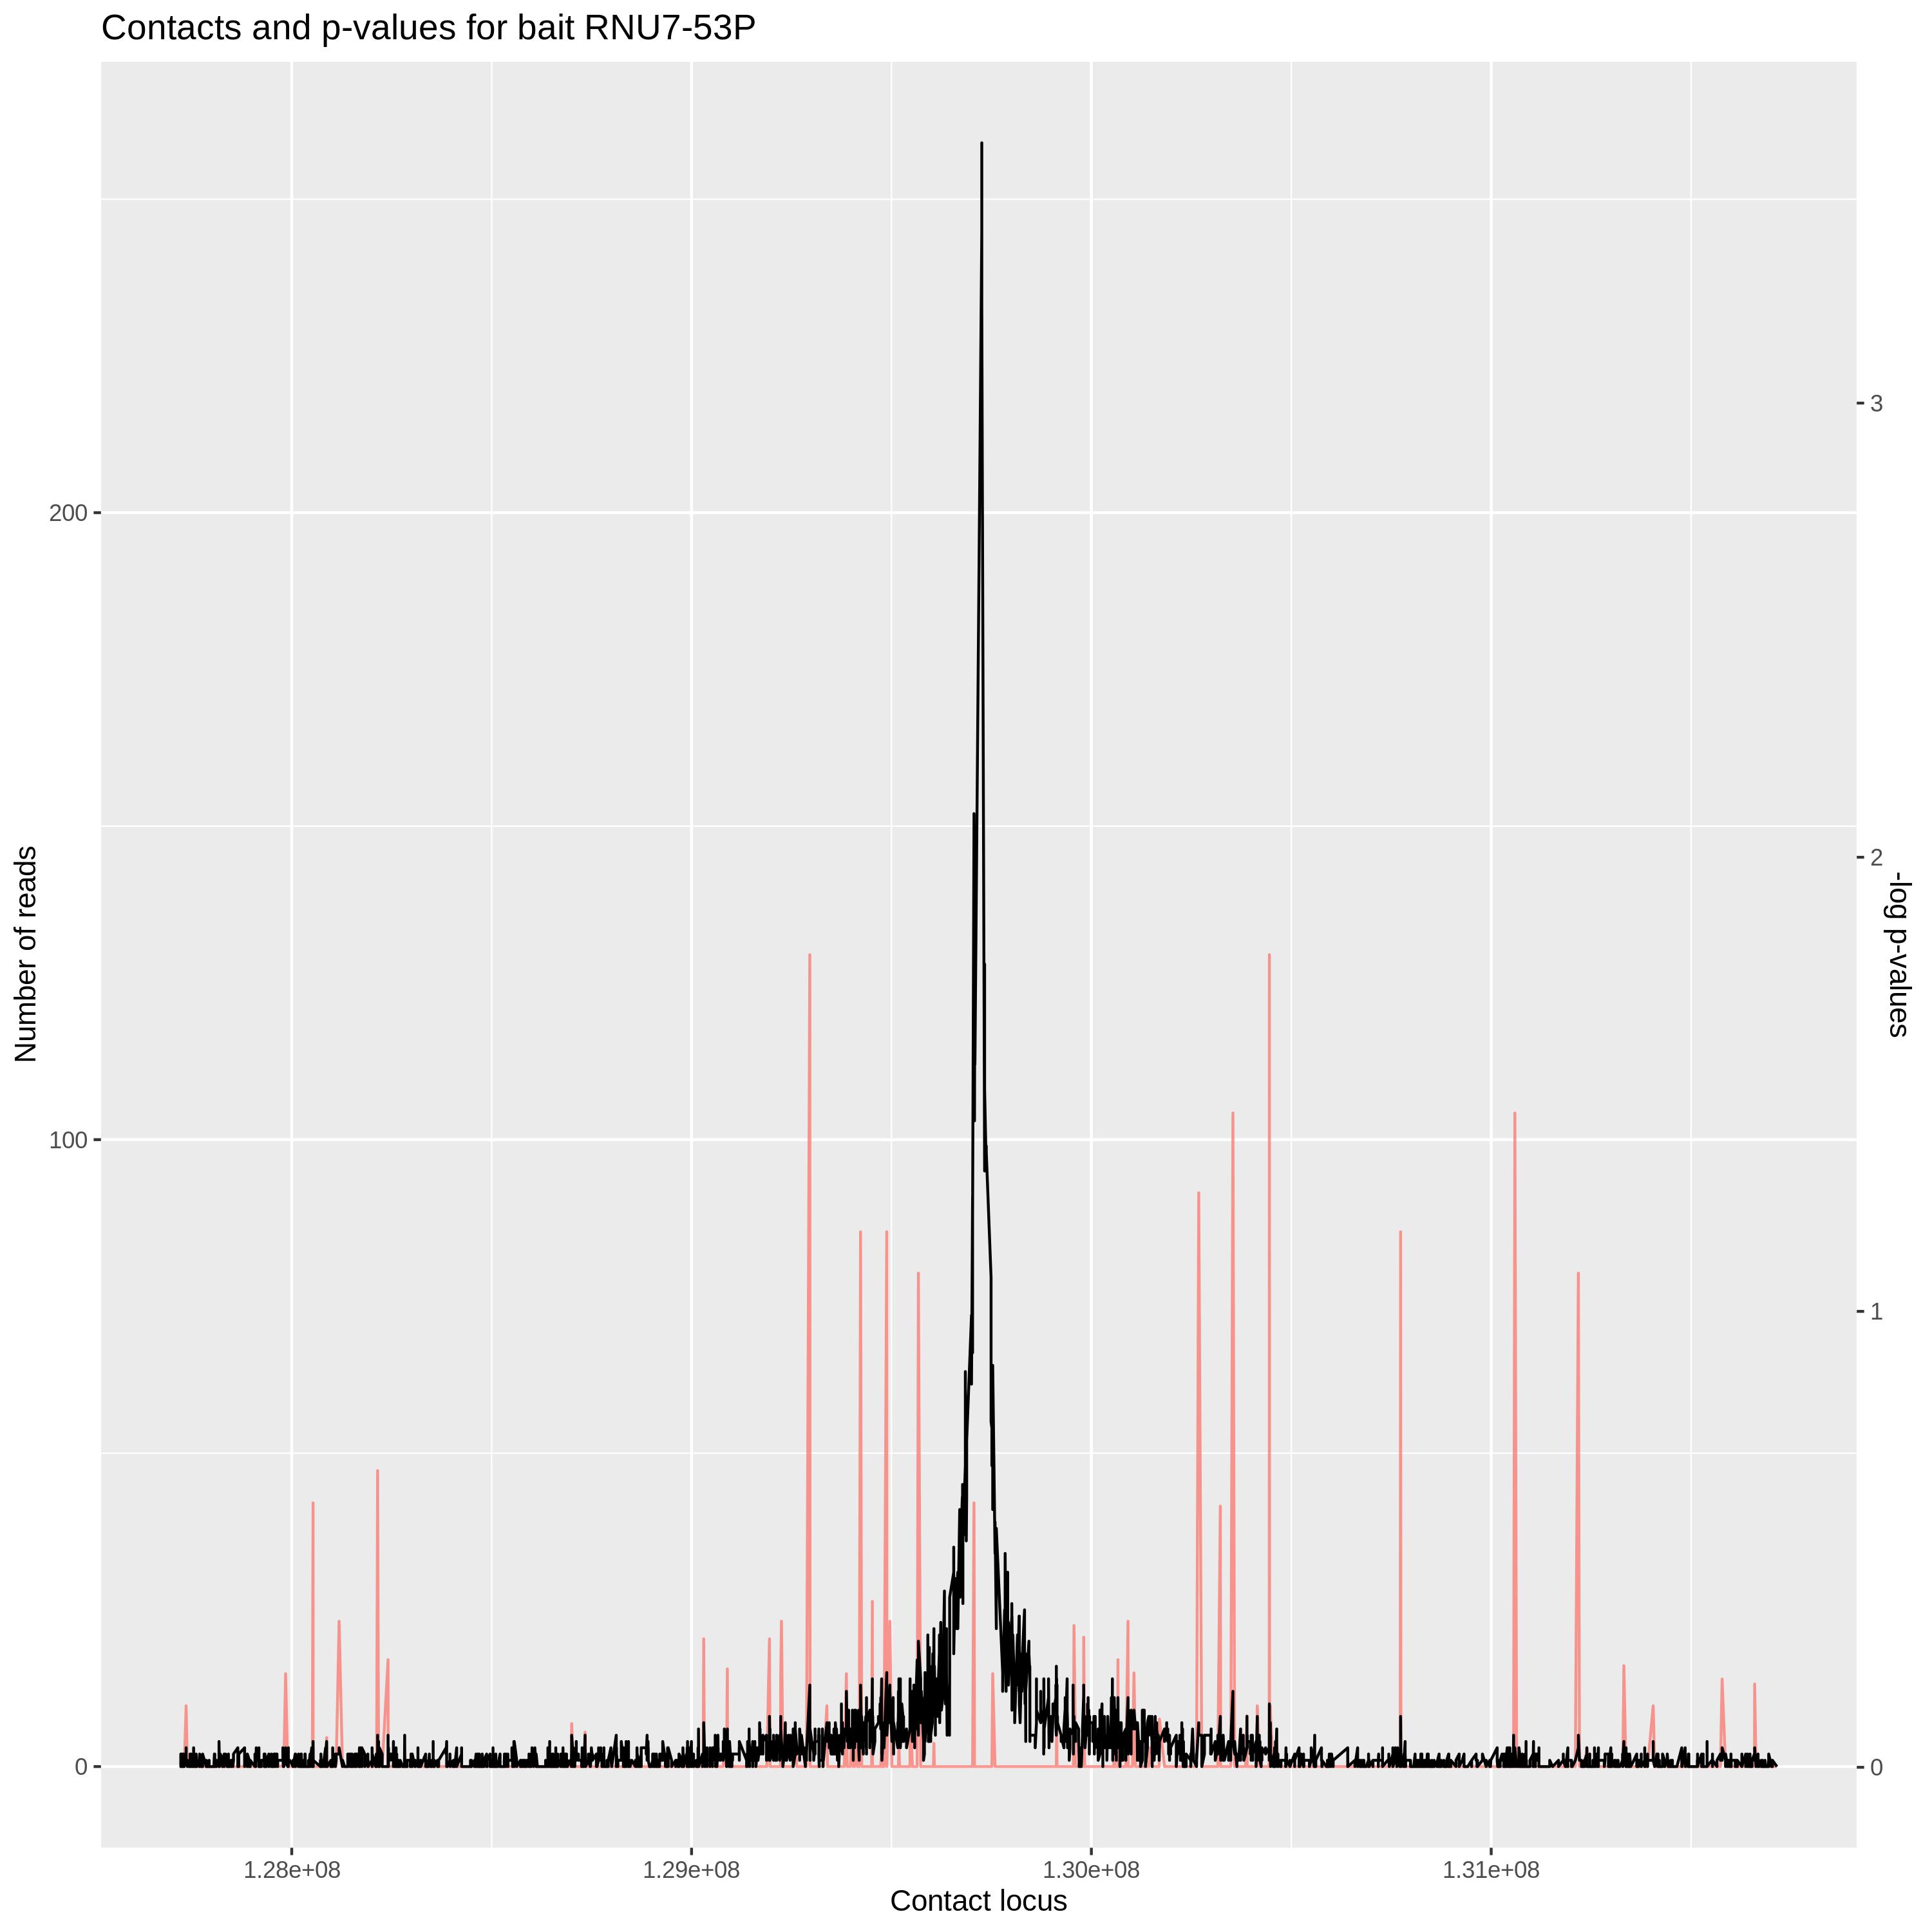 Contacts and p-values for bait RNU7-53P
Number of reads
200
100
0
3
2
1
0
-log p-values
1.28e+08
1.29e+08
1.30e+08
1.31e+08
Contact locus